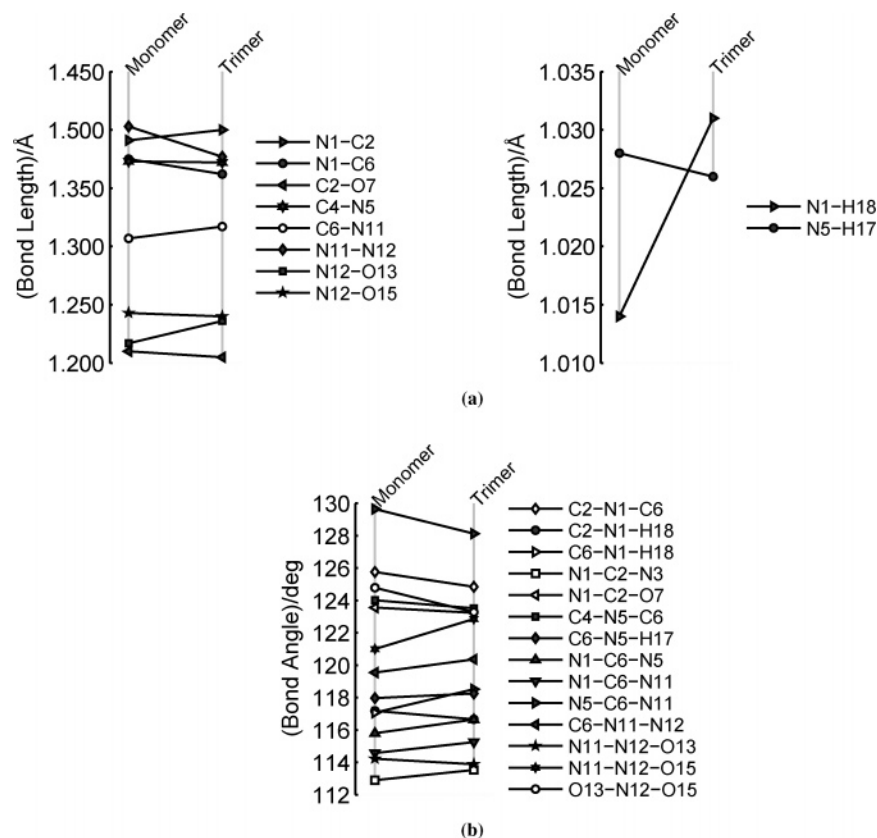 Monomer
Trimer
1.450
1.500
1.350
1.300
1.250
1.200
(Bond Length)/Å
N1−C2
N1−C6
C2−O7
C4−N5
C6−N11
N11−N12
N12−O13
N12−O15
Monomer
Trimer
1.035
1.030
1.025
1.020
1.015
1.010
(Bond Length)/Å
N1−H18
N5−H17
(a)
Monomer
Trimer
130
128
126
124
122
120
118
116
114
112
(Bond Angle)/deg
C2−N1−C6
C2−N1−H18
C6−N1−H18
N1−C2−N3
N1−C2−O7
C4−N5−C6
C6−N5−H17
N1−C6−N5
N1−C6−N11
N5−C6−N11
C6−N11−N12
N11−N12−O13
N11−N12−O15
O13−N12−O15
(b)